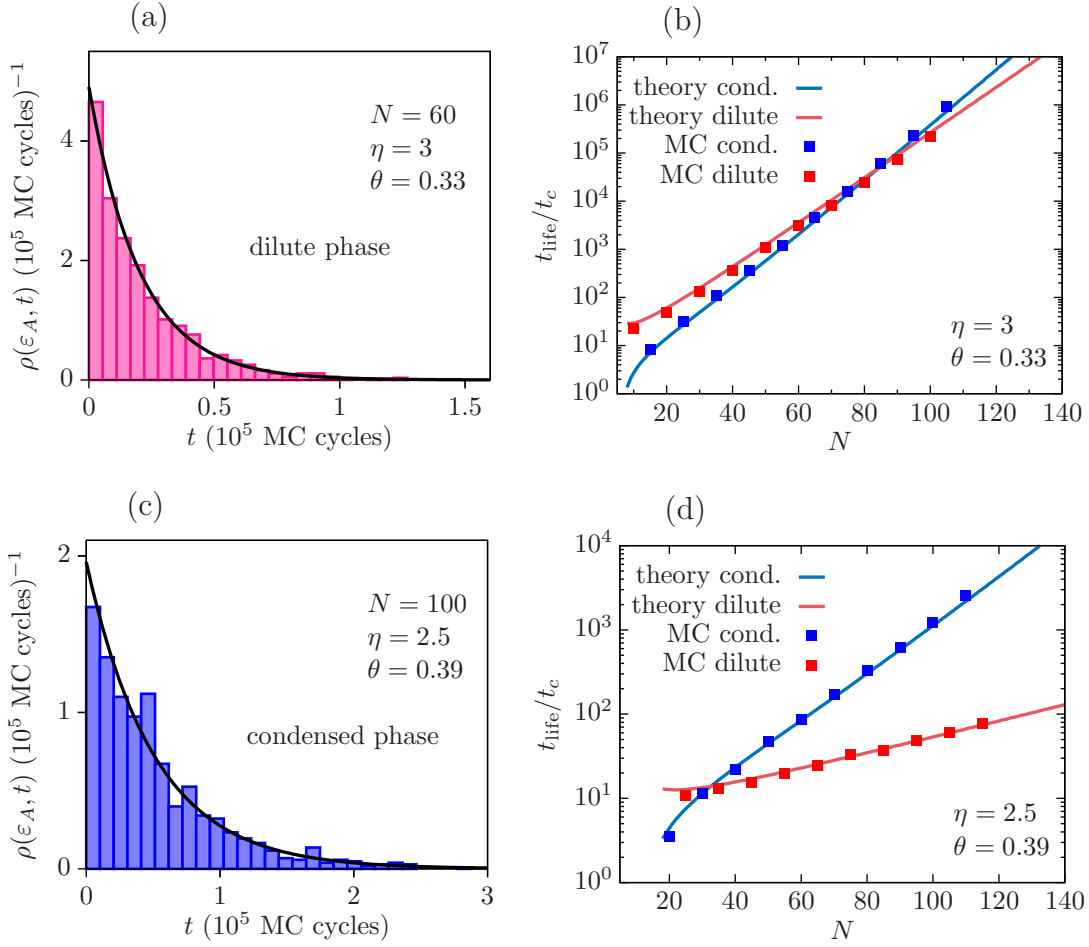 (a)
ρ(ε_A, t) (10^5 MC cycles)^−1
4
2
0
N = 60
η = 3
θ = 0.33
dilute phase
0 0.5 1 1.5
t (10^5 MC cycles)
(b)
t_life/t_c
10^7
10^6
10^5
10^4
10^3
10^2
10^1
10^0
theory cond.
theory dilute
MC cond.
MC dilute
η = 3
θ = 0.33
20 40 60 80 100 120 140
N
(c)
ρ(ε_A, t) (10^5 MC cycles)^−1
2
1
0
N = 100
η = 2.5
θ = 0.39
condensed phase
0 1 2 3
t (10^5 MC cycles)
(d)
t_life/t_c
10^4
10^3
10^2
10^1
10^0
theory cond.
theory dilute
MC cond.
MC dilute
η = 2.5
θ = 0.39
20 40 60 80 100 120 140
N